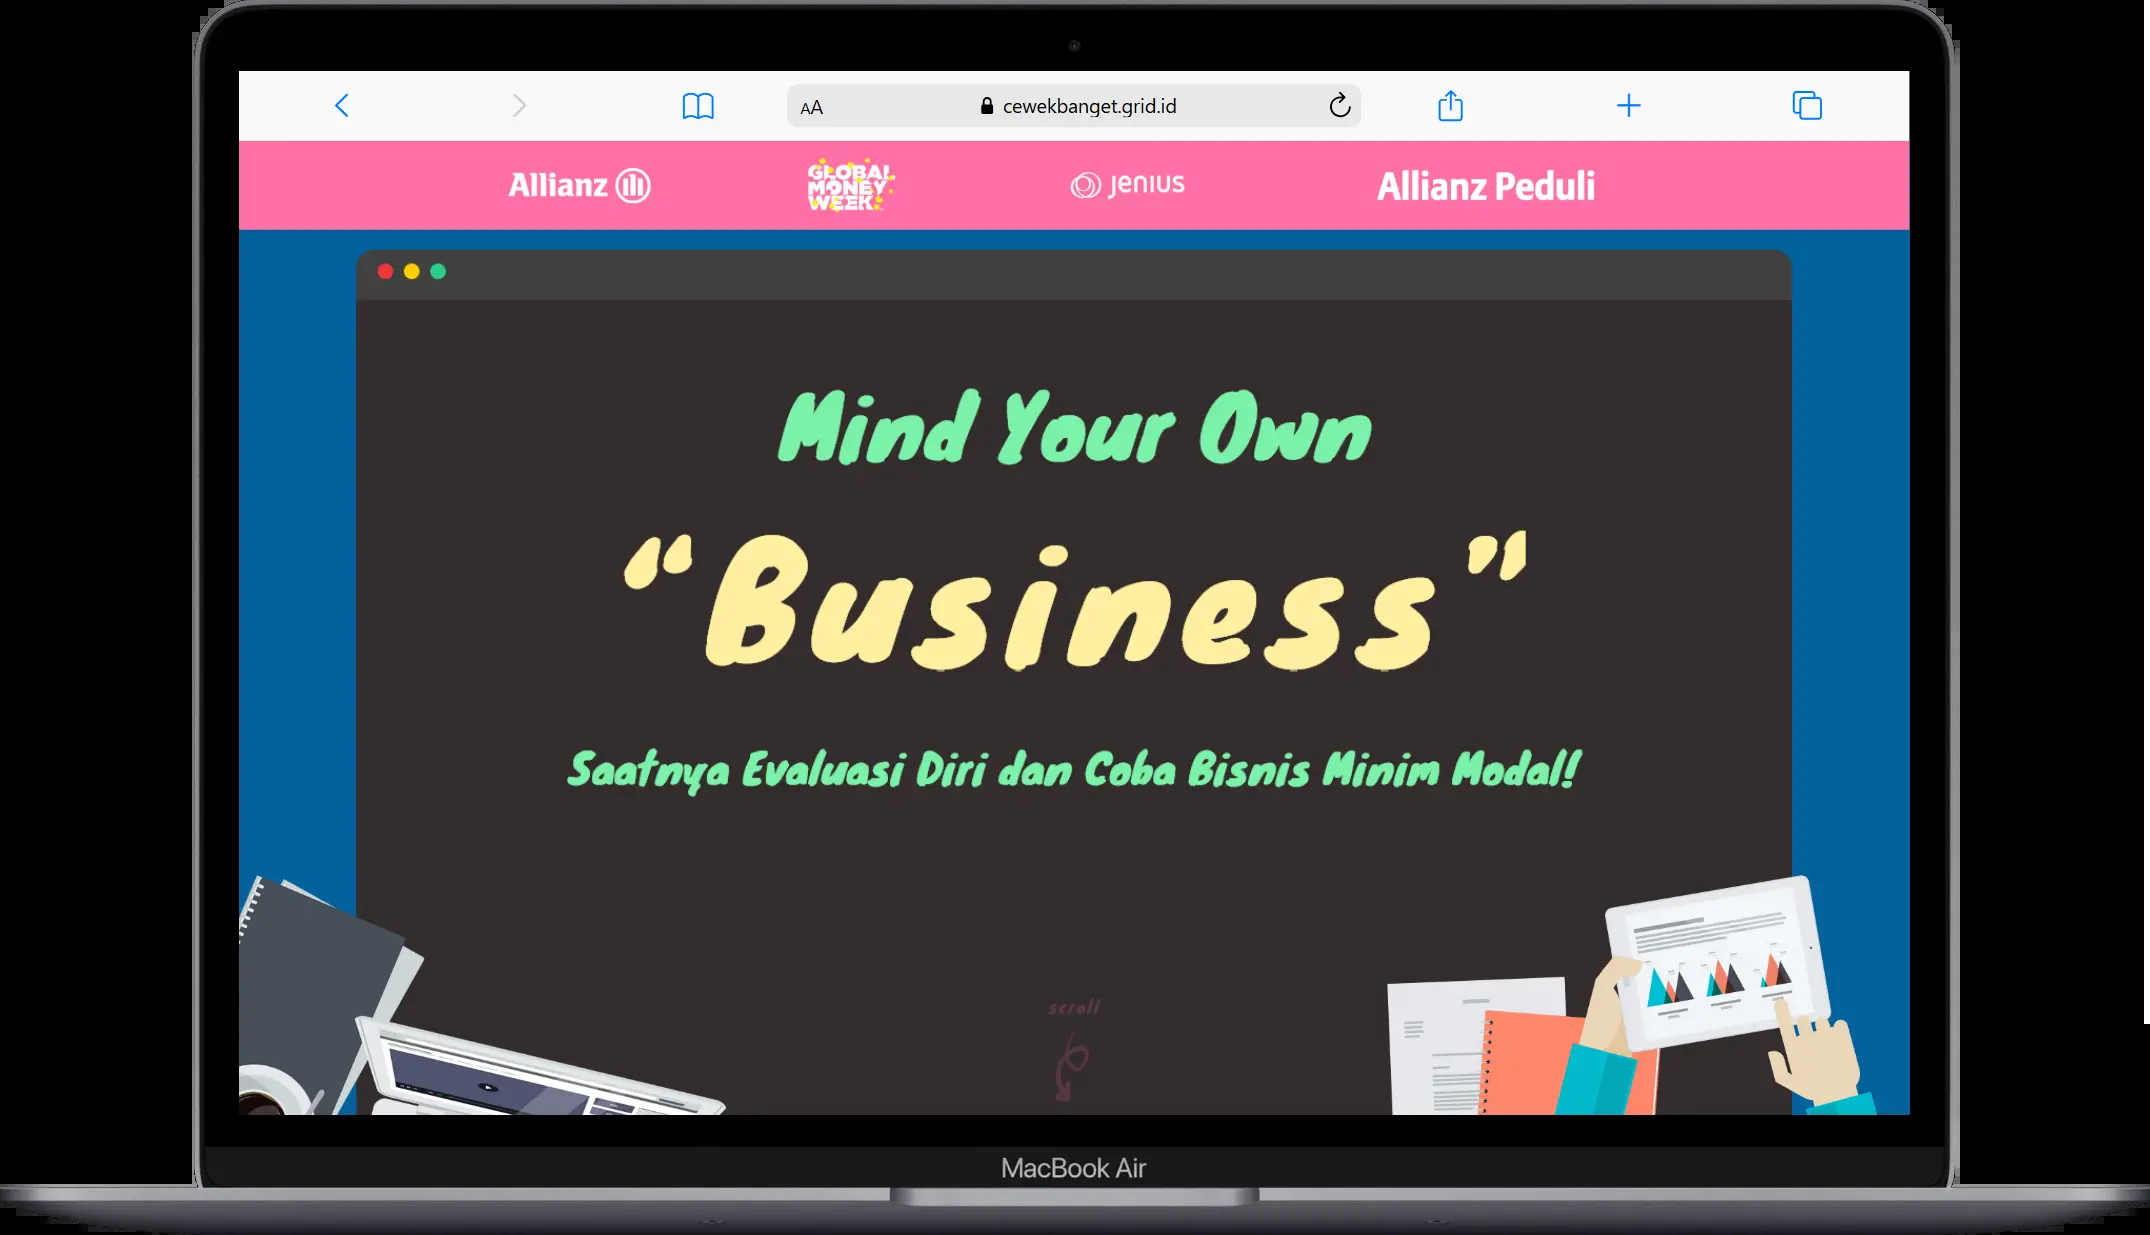 AA
cewekbanget.grid.id
Allianz
GLOBAL
MONEY
WEEK
Jenius
Allianz Peduli
Mind Your Own
“Business”
Saatnya Evaluasi Diri dan Coba Bisnis Minim Modal!
scroll
MacBook Air